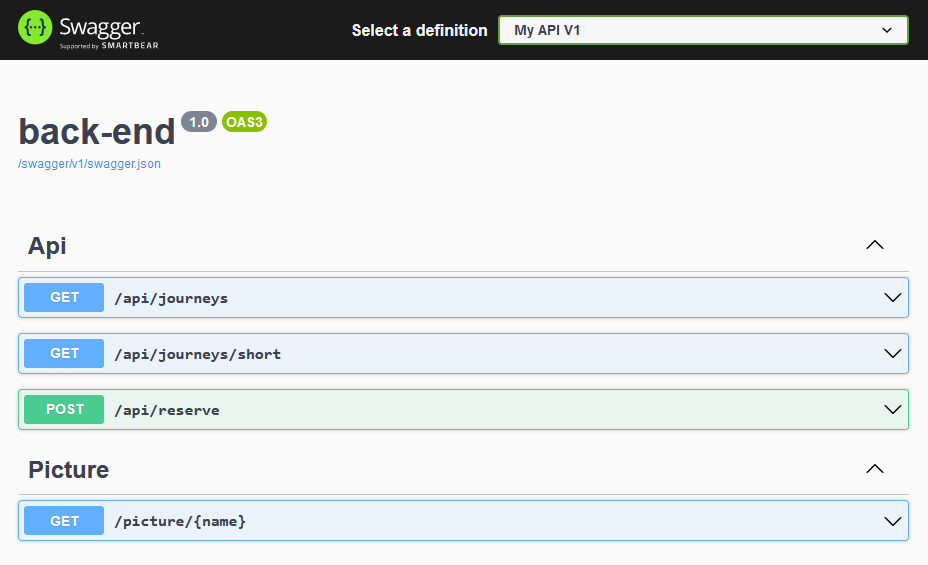 Swagger
Supported by SMARTBEAR
Select a definition
My API V1
back-end 1.0 OAS3
/swagger/v1/swagger.json
Api
GET /api/journeys
GET /api/journeys/short
POST /api/reserve
Picture
GET /picture/{name}